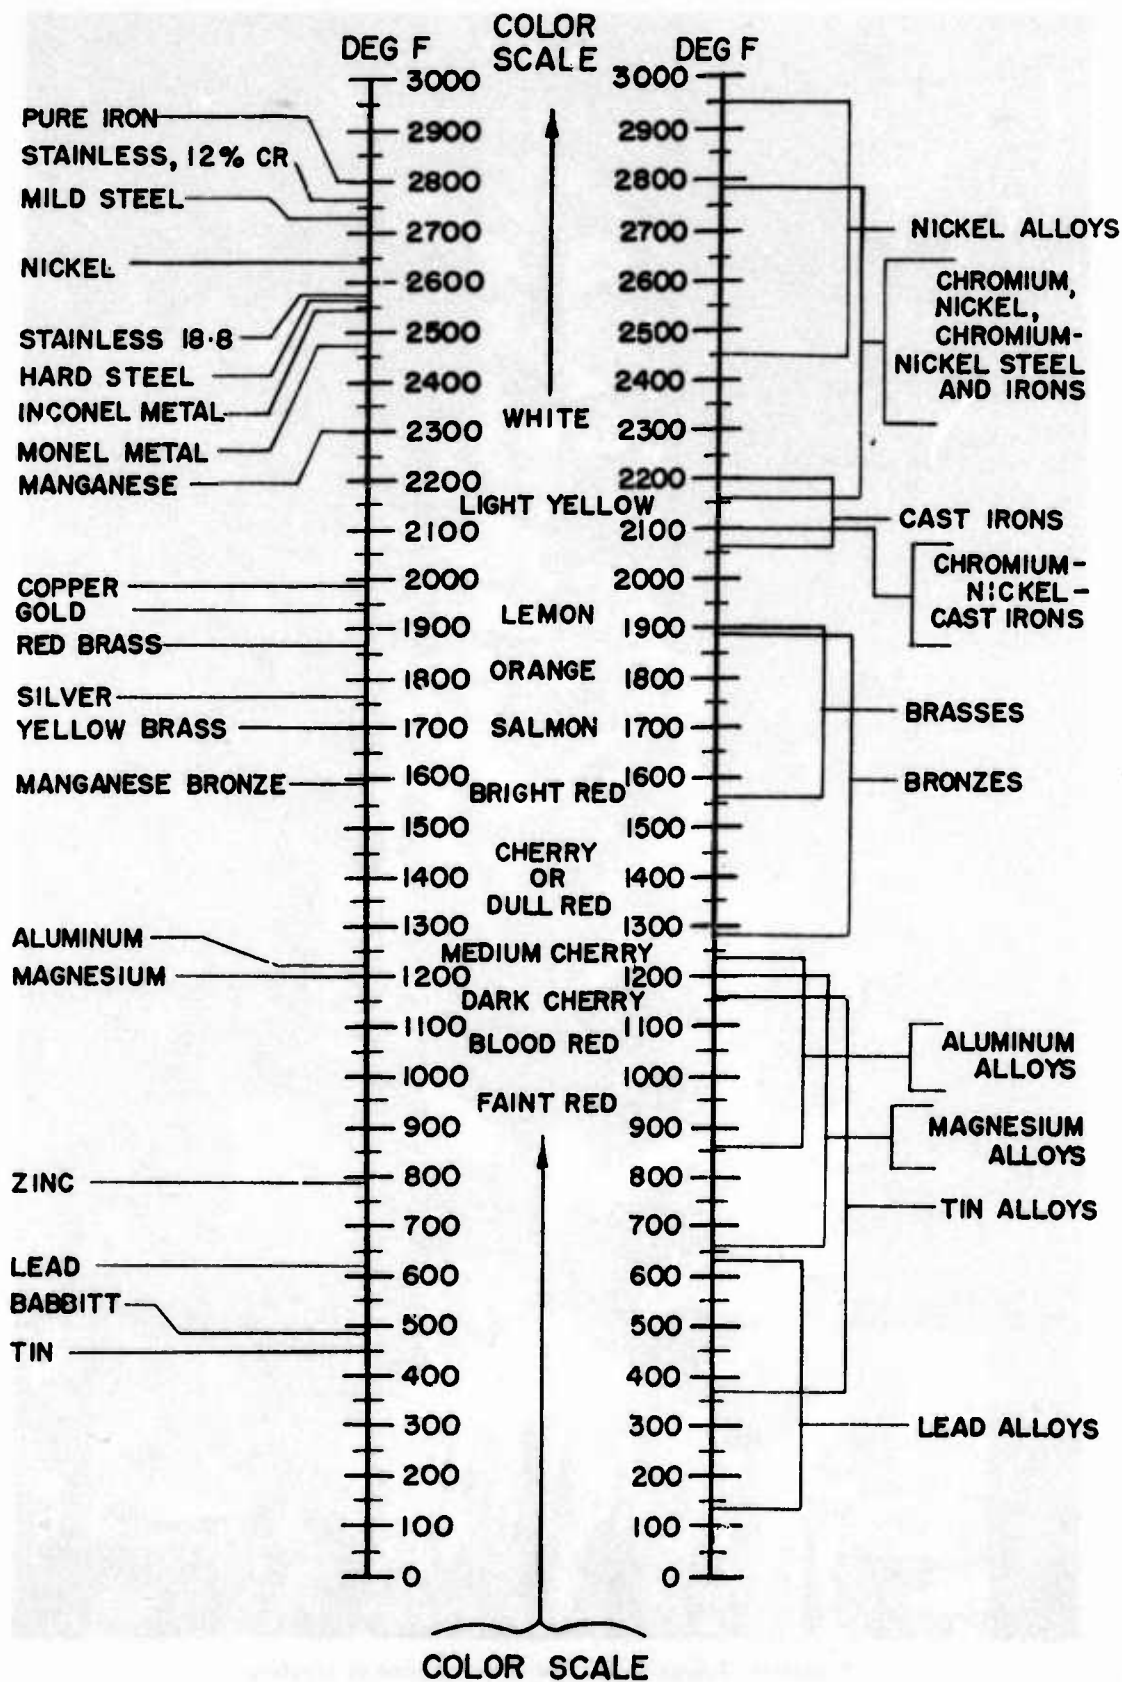 COLOR
SCALE
DEG F
DEG F
3000
2900
2800
2700
2600
2500
2400
2300
2200
2100
2000
1900
1800
1700
1600
1500
1400
1300
1200
1100
1000
900
800
700
600
500
400
300
200
100
0
3000
2900
2800
2700
2600
2500
2400
2300
2200
2100
2000
1900
1800
1700
1600
1500
1400
1300
1200
1100
1000
900
800
700
600
500
400
300
200
100
0
PURE IRON
STAINLESS, 12% CR
MILD STEEL
NICKEL
STAINLESS 18·8
HARD STEEL
INCONEL METAL
MONEL METAL
MANGANESE
COPPER
GOLD
RED BRASS
SILVER
YELLOW BRASS
MANGANESE BRONZE
ALUMINUM
MAGNESIUM
ZINC
LEAD
BABBITT
TIN
WHITE
LIGHT YELLOW
LEMON
ORANGE
SALMON
BRIGHT RED
CHERRY
OR
DULL RED
MEDIUM CHERRY
DARK CHERRY
BLOOD RED
FAINT RED
NICKEL ALLOYS
CHROMIUM,
NICKEL,
CHROMIUM-
NICKEL STEEL
AND IRONS
CAST IRONS
CHROMIUM-
NICKEL-
CAST IRONS
BRASSES
BRONZES
ALUMINUM
ALLOYS
MAGNESIUM
ALLOYS
TIN ALLOYS
LEAD ALLOYS
COLOR SCALE